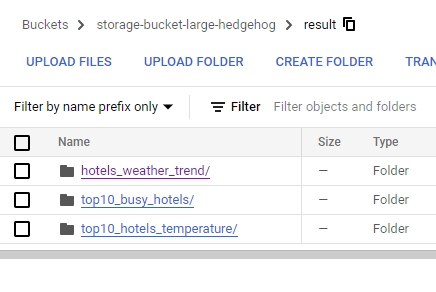 Buckets > storage-bucket-large-hedgehog > result
UPLOAD FILES UPLOAD FOLDER CREATE FOLDER TRAN
Filter by name prefix only Filter Filter objects and folders
Name Size Type
hotels_weather_trend/ — Folder
top10_busy_hotels/ — Folder
top10_hotels_temperature/ — Folder